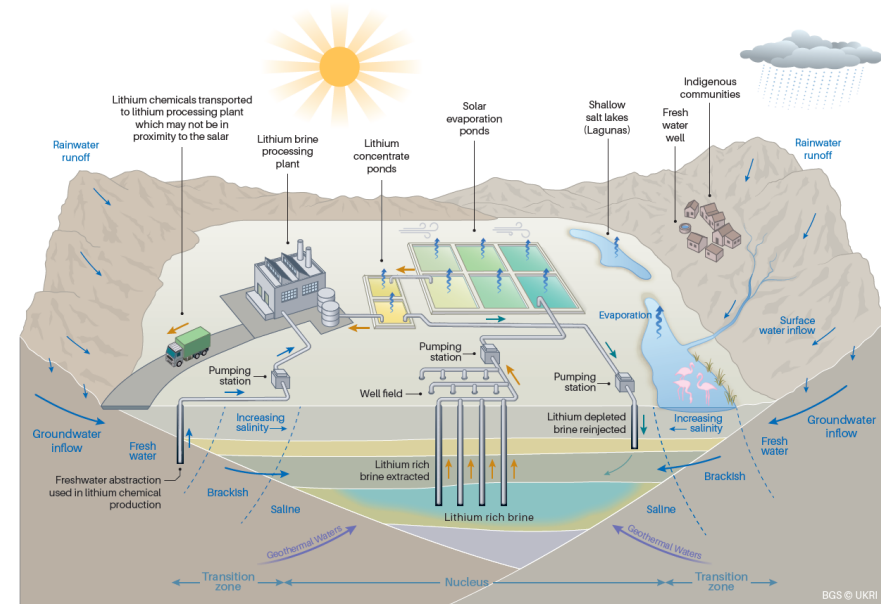 Lithium chemicals transported
to lithium processing plant
which may not be in
proximity to the salar
Lithium brine
processing
plant
Lithium
concentrate
ponds
Solar
evaporation
ponds
Shallow
salt lakes
(Lagunas)
Fresh
water
well
Indigenous
communities
Rainwater
runoff
Rainwater
runoff
Evaporation
Surface
water inflow
Pumping
station
Pumping
station
Well field
Pumping
station
Groundwater
inflow
Fresh
water
Increasing
salinity
Lithium depleted
brine reinjected
Increasing
salinity
Groundwater
inflow
Fresh
water
Freshwater abstraction
used in lithium chemical
production
Brackish
Saline
Lithium rich
brine extracted
Lithium rich brine
Saline
Brackish
Geothermal Waters
Geothermal Waters
Transition
zone
Nucleus
Transition
zone
BGS © UKRI